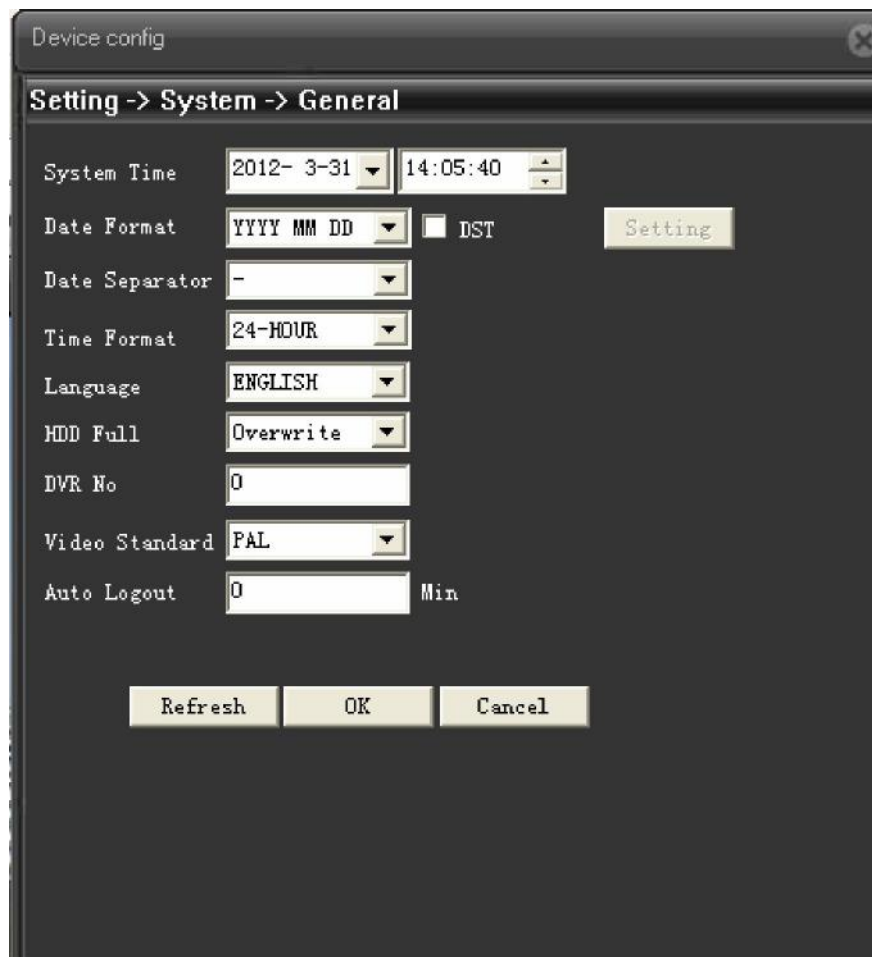 Device config
Setting -> System -> General
System Time 2012- 3-31 14:05:40
Date Format YYYY MM DD DST Setting
Date Separator -
Time Format 24-HOUR
Language ENGLISH
HDD Full Overwrite
DVR No 0
Video Standard PAL
Auto Logout 0 Min
Refresh OK Cancel